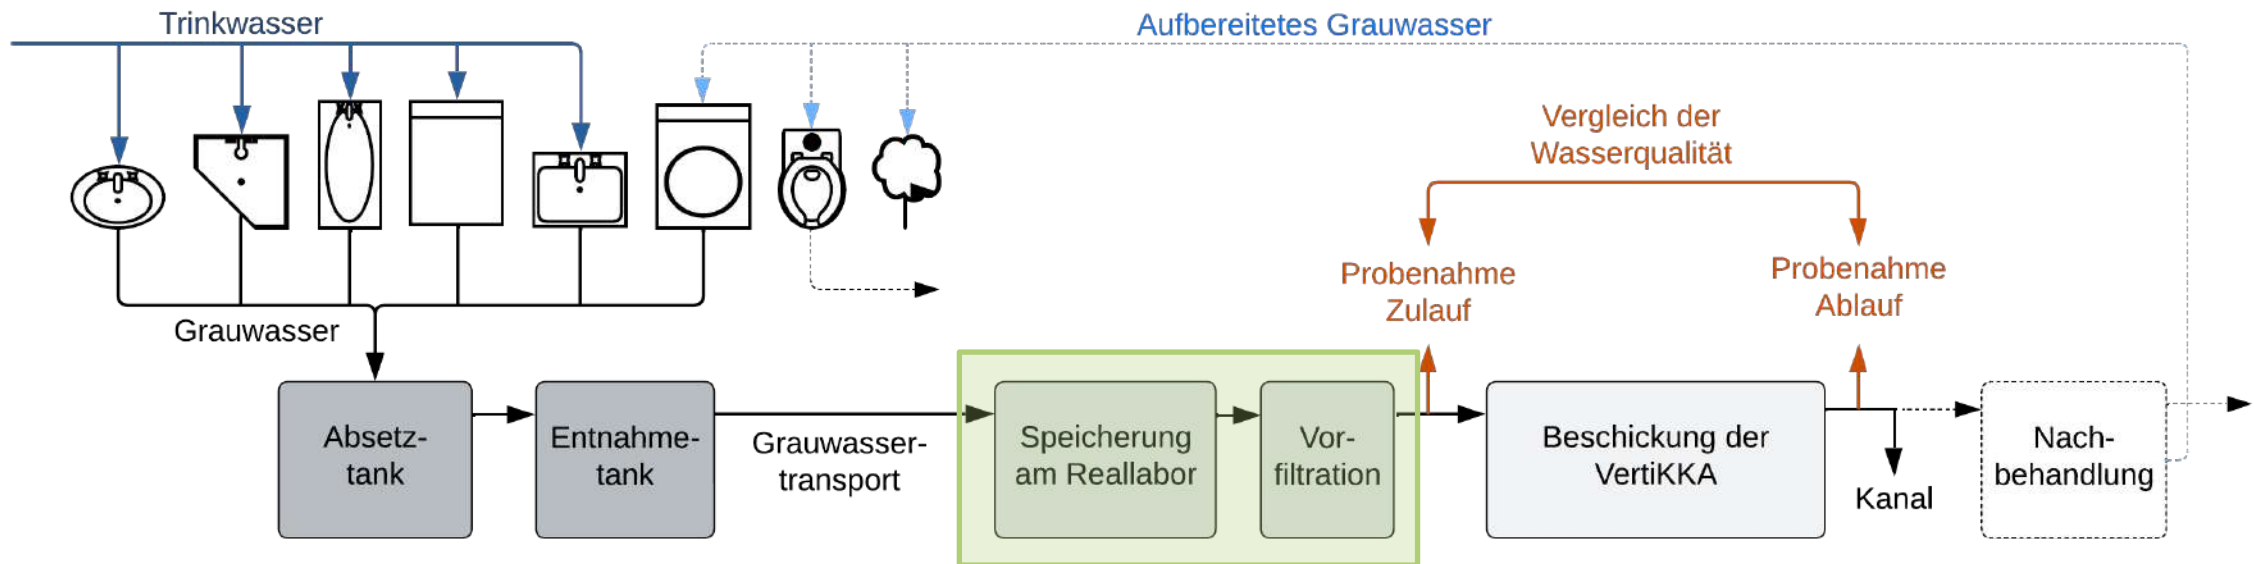 Trinkwasser
Aufbereitetes Grauwasser
Vergleich der
Wasserqualität
Probenahme
Zulauf
Probenahme
Ablauf
Grauwasser
Absetz-
tank
Entnahme-
tank
Grauwasser-
transport
Speicherung
am Reallabor
Vor-
filtration
Beschickung der
VertiKKA
Kanal
Nach-
behandlung